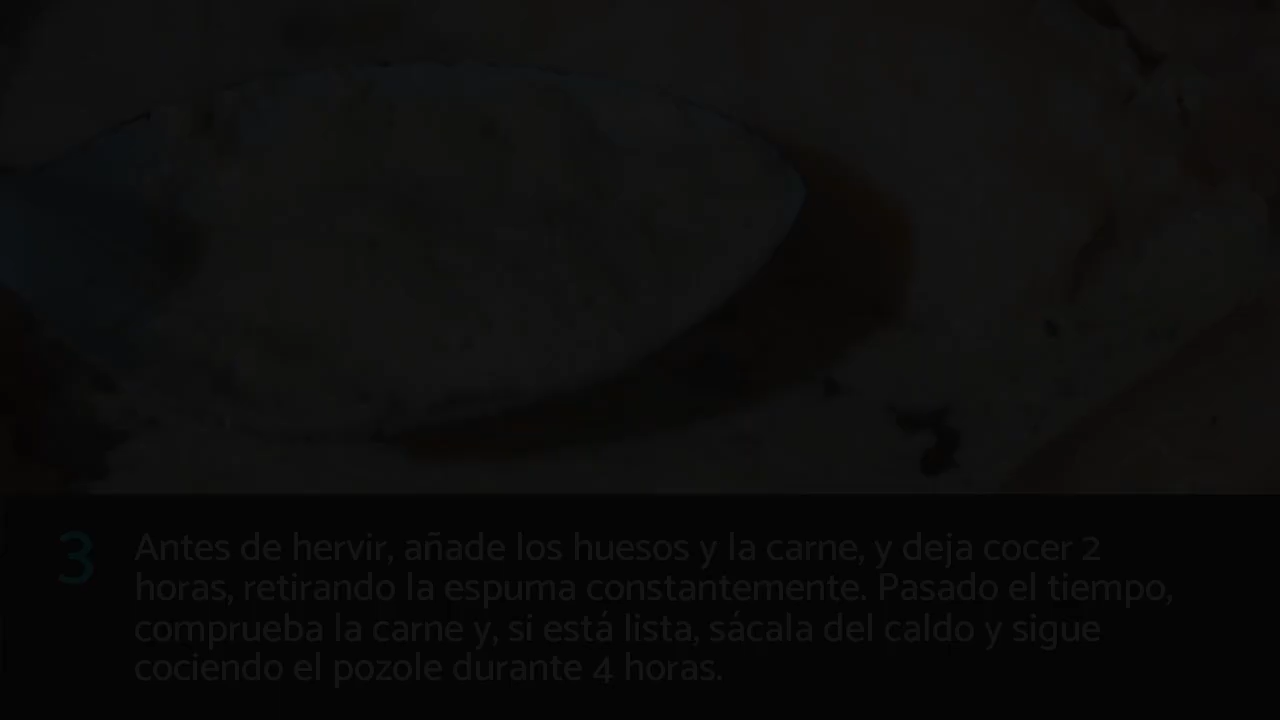 3 Antes de hervir, añade los huesos y la carne, y deja cocer 2
horas, retirando la espuma constantemente. Pasado el tiempo,
comprueba la carne y, si está lista, sácala del caldo y sigue
cociendo el pozole durante 4 horas.